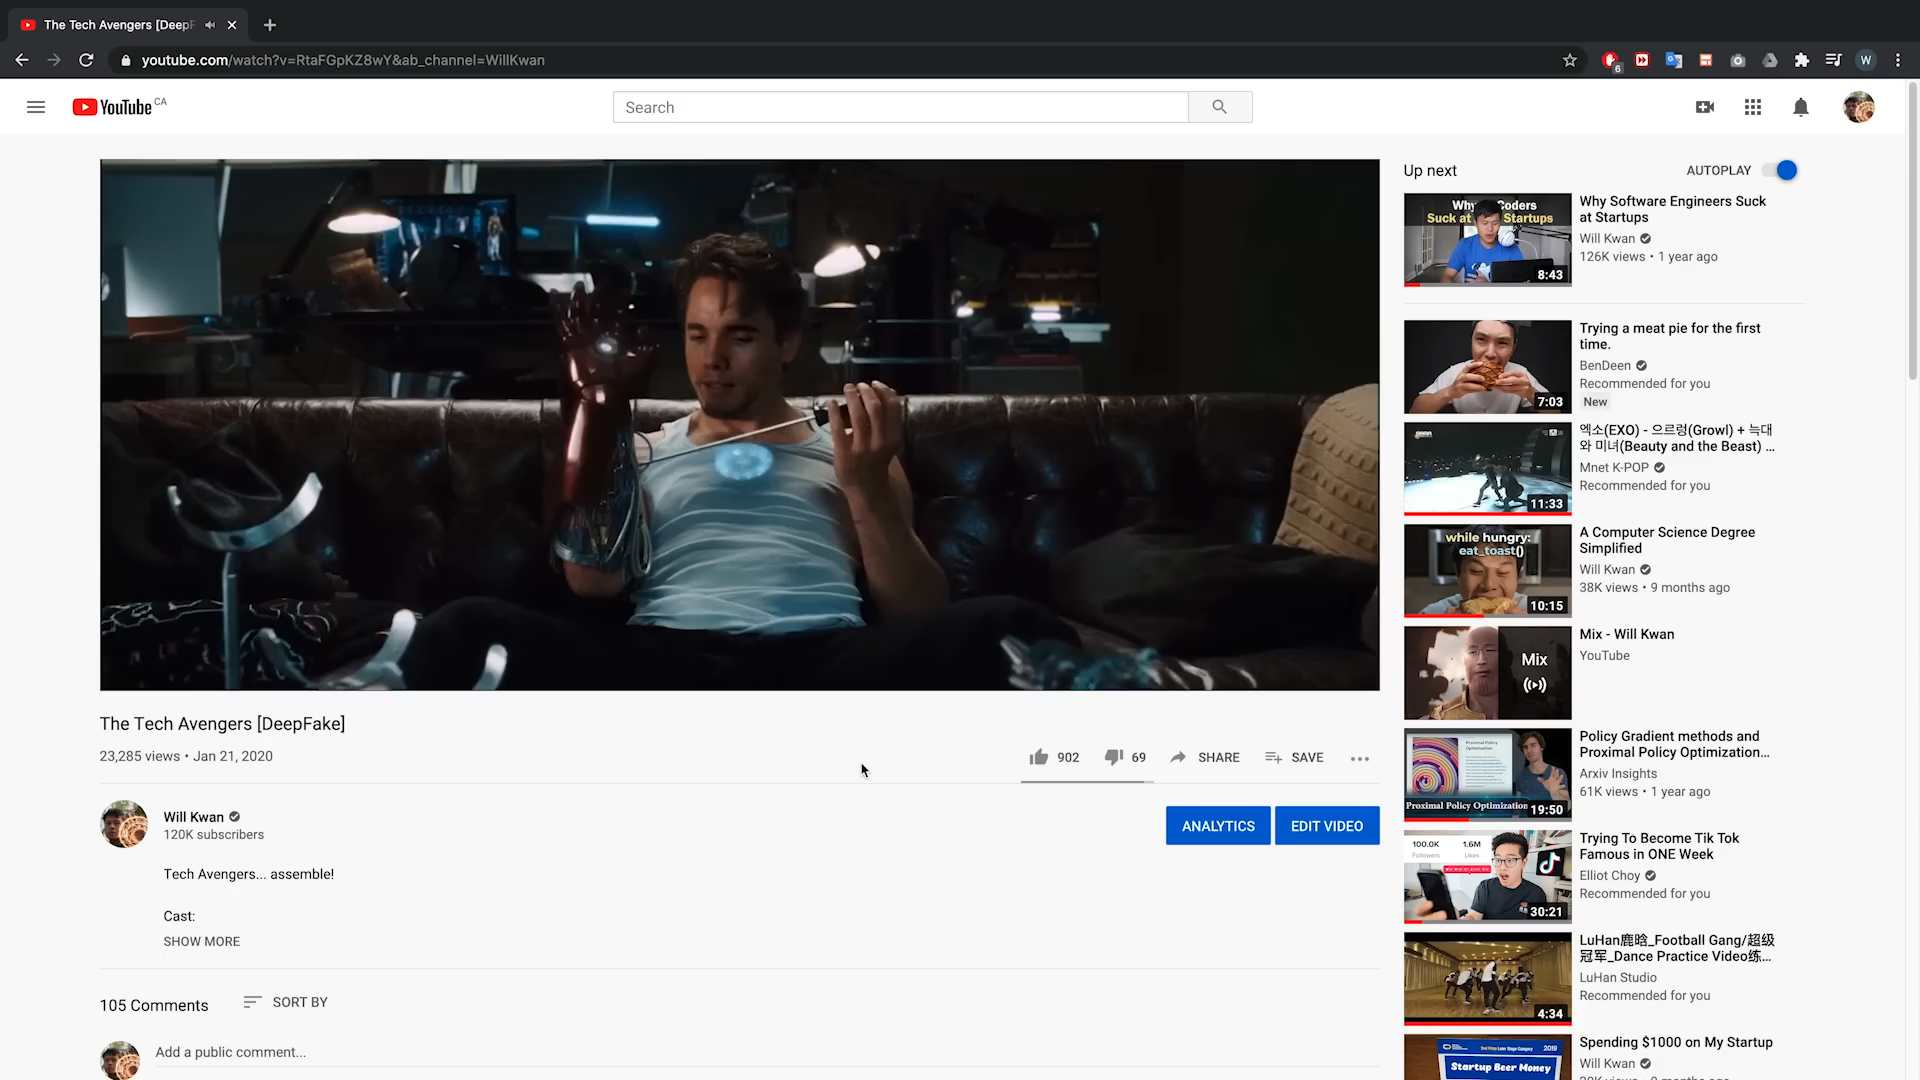 The Tech Avengers [DeepF
youtube.com/watch?v=RtaFGpKZ8wY&ab_channel=WillKwan
6
W
YouTube CA
Search
The Tech Avengers [DeepFake]
23,285 views • Jan 21, 2020
902
69
SHARE
SAVE
Will Kwan
120K subscribers
ANALYTICS
EDIT VIDEO
Tech Avengers... assemble!
Cast:
SHOW MORE
105 Comments
SORT BY
Add a public comment...
Up next
AUTOPLAY
Why Coders
Suck at Startups
8:43
Why Software Engineers Suck
at Startups
Will Kwan
126K views • 1 year ago
7:03
Trying a meat pie for the first
time.
BenDeen
Recommended for you
New
11:33
엑소(EXO) - 으르렁(Growl) + 늑대
와 미녀(Beauty and the Beast) ...
Mnet K-POP
Recommended for you
while hungry:
eat_toast()
10:15
A Computer Science Degree
Simplified
Will Kwan
38K views • 9 months ago
Mix
Mix - Will Kwan
YouTube
Proximal Policy Optimization
19:50
Policy Gradient methods and
Proximal Policy Optimization...
Arxiv Insights
61K views • 1 year ago
100.0K
1.6M
Followers
Likes
30:21
Trying To Become Tik Tok
Famous in ONE Week
Elliot Choy
Recommended for you
4:34
LuHan鹿晗_Football Gang/超级
冠军_Dance Practice Video练...
LuHan Studio
Recommended for you
2019
Startup Beer Money
Spending $1000 on My Startup
Will Kwan